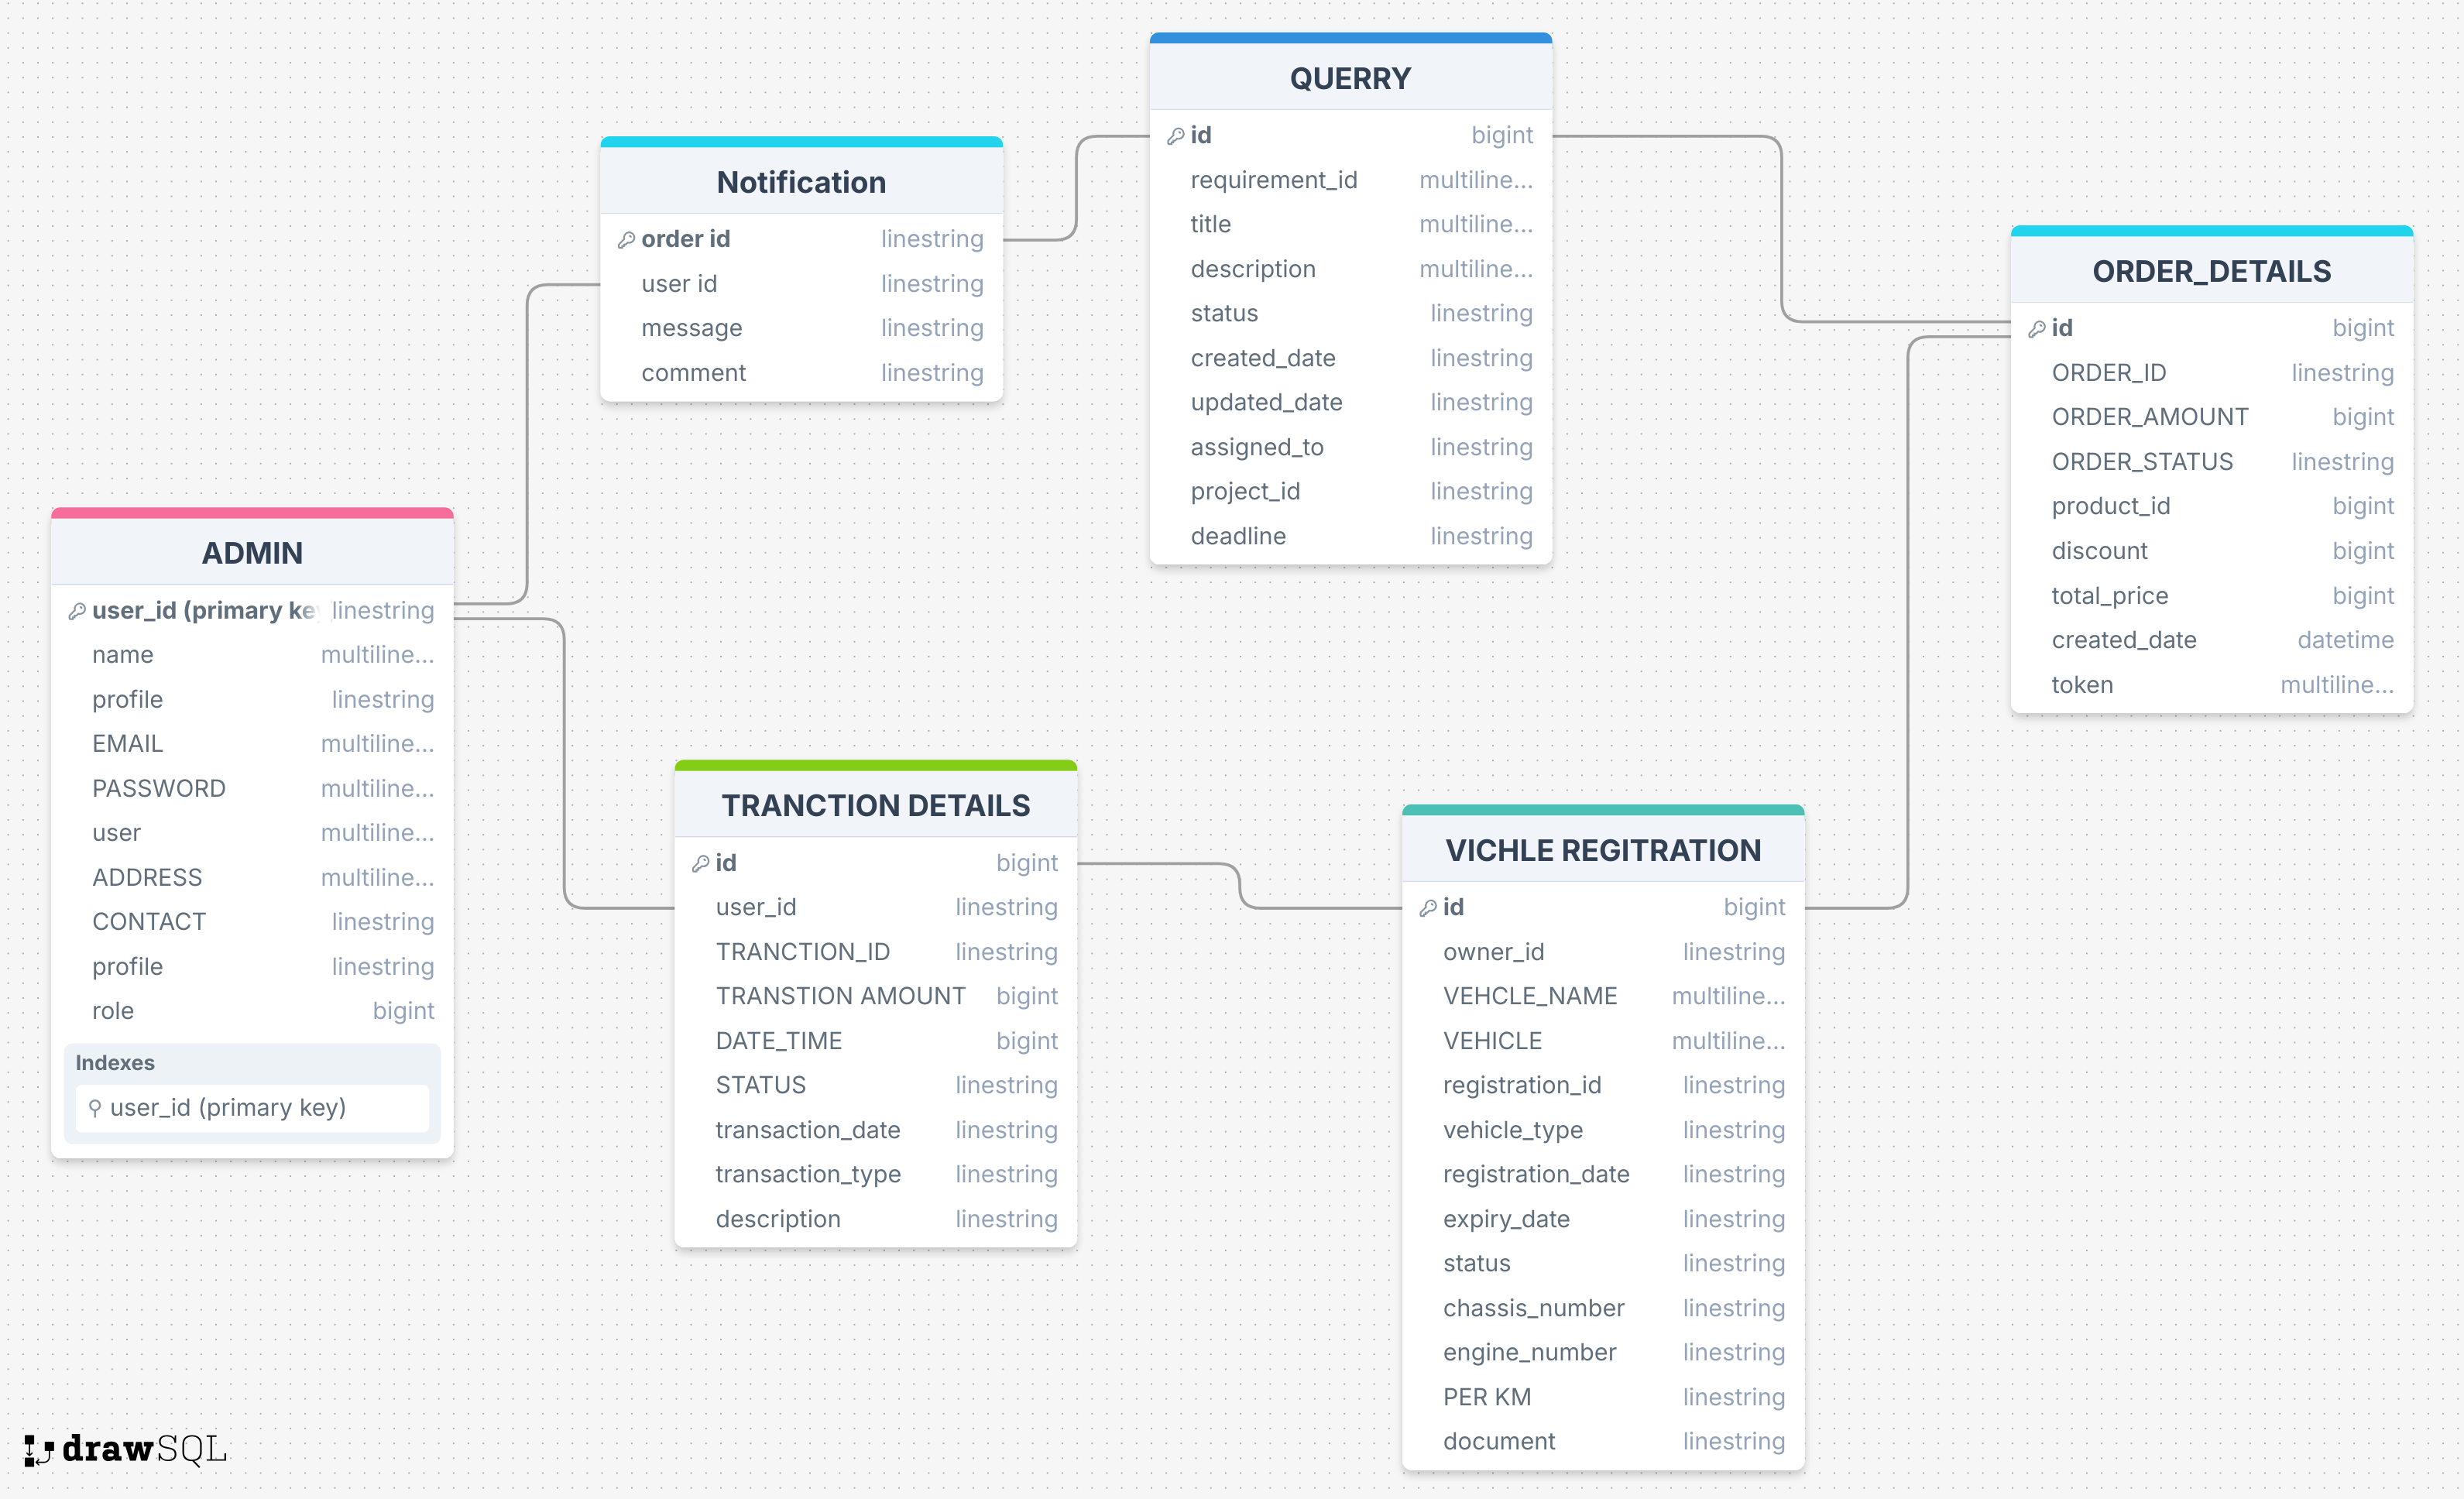 QUERRY
id bigint
requirement_id multiline...
title multiline...
description multiline...
status linestring
created_date linestring
updated_date linestring
assigned_to linestring
project_id linestring
deadline linestring
Notification
order id linestring
user id linestring
message linestring
comment linestring
ORDER_DETAILS
id bigint
ORDER_ID linestring
ORDER_AMOUNT bigint
ORDER_STATUS linestring
product_id bigint
discount bigint
total_price bigint
created_date datetime
token multiline...
ADMIN
user_id (primary ke linestring
name multiline...
profile linestring
EMAIL multiline...
PASSWORD multiline...
user multiline...
ADDRESS multiline...
CONTACT linestring
profile linestring
role bigint
Indexes
user_id (primary key)
TRANCTION DETAILS
id bigint
user_id linestring
TRANCTION_ID linestring
TRANSTION AMOUNT bigint
DATE_TIME bigint
STATUS linestring
transaction_date linestring
transaction_type linestring
description linestring
VICHLE REGITRATION
id bigint
owner_id linestring
VEHCLE_NAME multiline...
VEHICLE multiline...
registration_id linestring
vehicle_type linestring
registration_date linestring
expiry_date linestring
status linestring
chassis_number linestring
engine_number linestring
PER KM linestring
document linestring
drawSQL